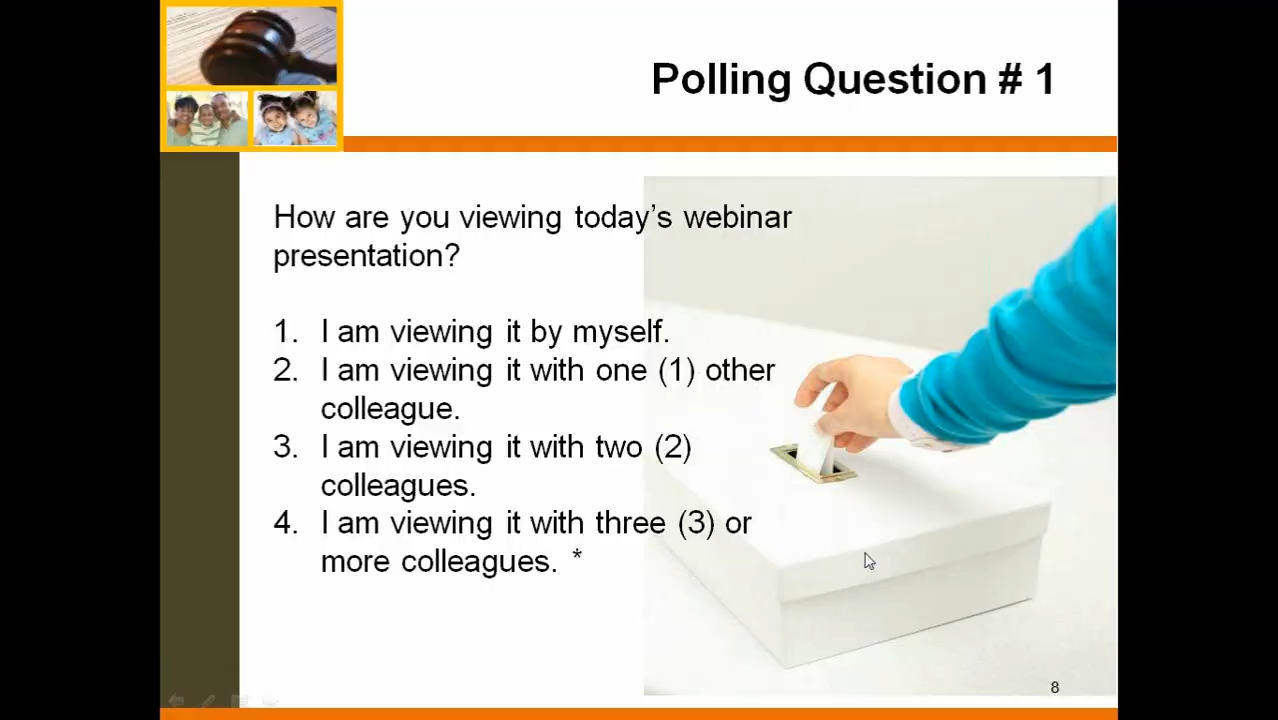 Polling Question # 1
How are you viewing today's webinar
presentation?
1. I am viewing it by myself.
2. I am viewing it with one (1) other
colleague.
3. I am viewing it with two (2)
colleagues.
4. I am viewing it with three (3) or
more colleagues. *
8